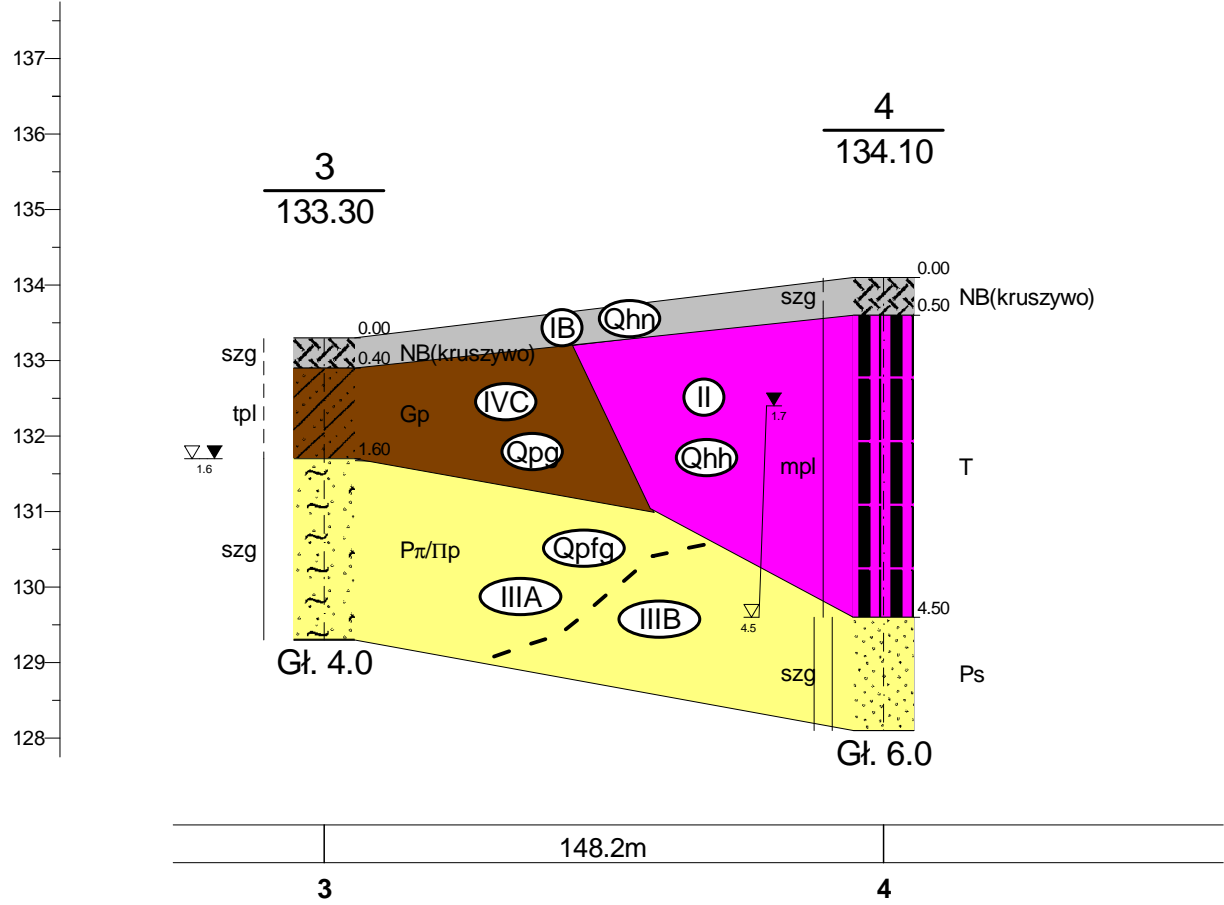 137
136
135
134
133
132
131
130
129
128
3
133.30
4
134.10
0.00
0.50
4.50
0.00
0.40
1.60
szg
tpl
szg
1.6
NB(kruszywo)
Gp
Pπ/Πp
IB
Qhn
IVC
Qpg
II
Qhh
Qpfg
IIIA
IIIB
szg
mpl
szg
1.7
4.5
NB(kruszywo)
T
Ps
Gł. 4.0
Gł. 6.0
148.2m
3
4